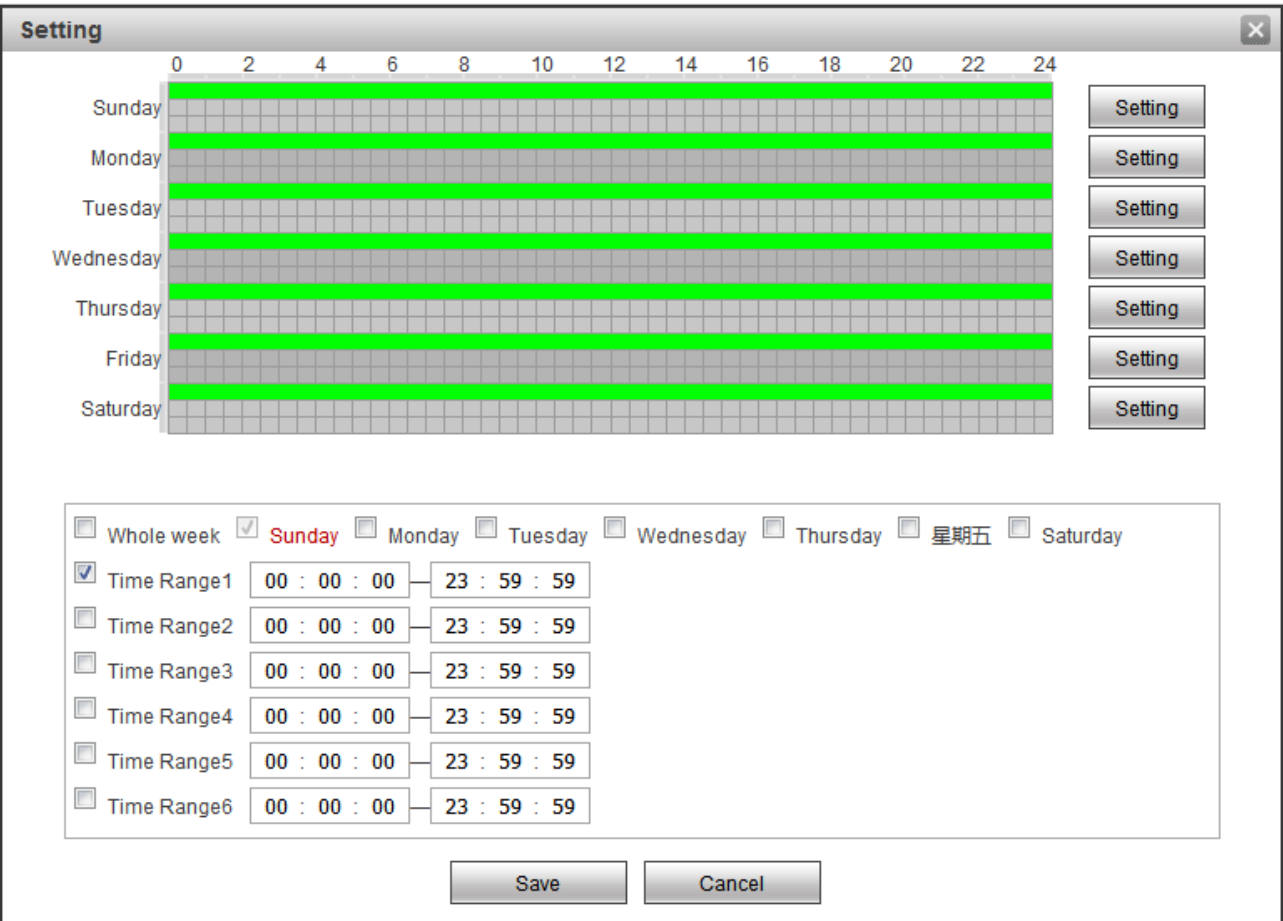 Setting
0 2 4 6 8 10 12 14 16 18 20 22 24
Sunday Setting
Monday Setting
Tuesday Setting
Wednesday Setting
Thursday Setting
Friday Setting
Saturday Setting
Whole week Sunday Monday Tuesday Wednesday Thursday 星期五 Saturday
Time Range1 00 : 00 : 00 — 23 : 59 : 59
Time Range2 00 : 00 : 00 — 23 : 59 : 59
Time Range3 00 : 00 : 00 — 23 : 59 : 59
Time Range4 00 : 00 : 00 — 23 : 59 : 59
Time Range5 00 : 00 : 00 — 23 : 59 : 59
Time Range6 00 : 00 : 00 — 23 : 59 : 59
Save Cancel